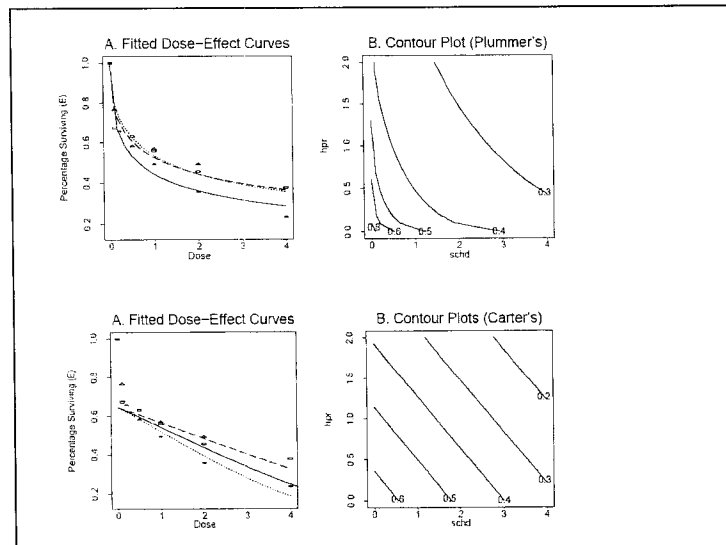 A. Fitted Dose-Effect Curves
Percentage Surviving (E)
1.0
0.8
0.6
0.4
0.2
0 1 2 3 4
Dose
B. Contour Plot (Plummer's)
hpr
2.0
1.5
1.0
0.5
0.0
0.3
0.6 0.5 0.4
0 1 2 3 4
schd
A. Fitted Dose-Effect Curves
Percentage Surviving (E)
1.0
0.8
0.6
0.4
0.2
0 1 2 3 4
Dose
B. Contour Plots (Carter's)
hpr
2.0
1.5
1.0
0.5
0.0
0.2
0.3
0.6 0.5 0.4
0 1 2 3 4
schd